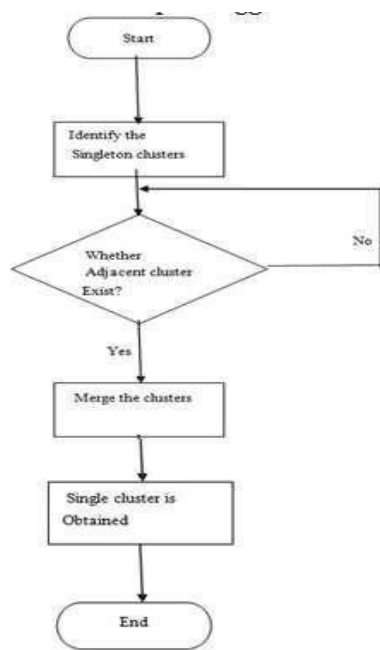 Start
Identify the
Singleton clusters
Whether
Adjacent cluster
Exist?
No
Yes
Merge the clusters
Single cluster is
Obtained
End